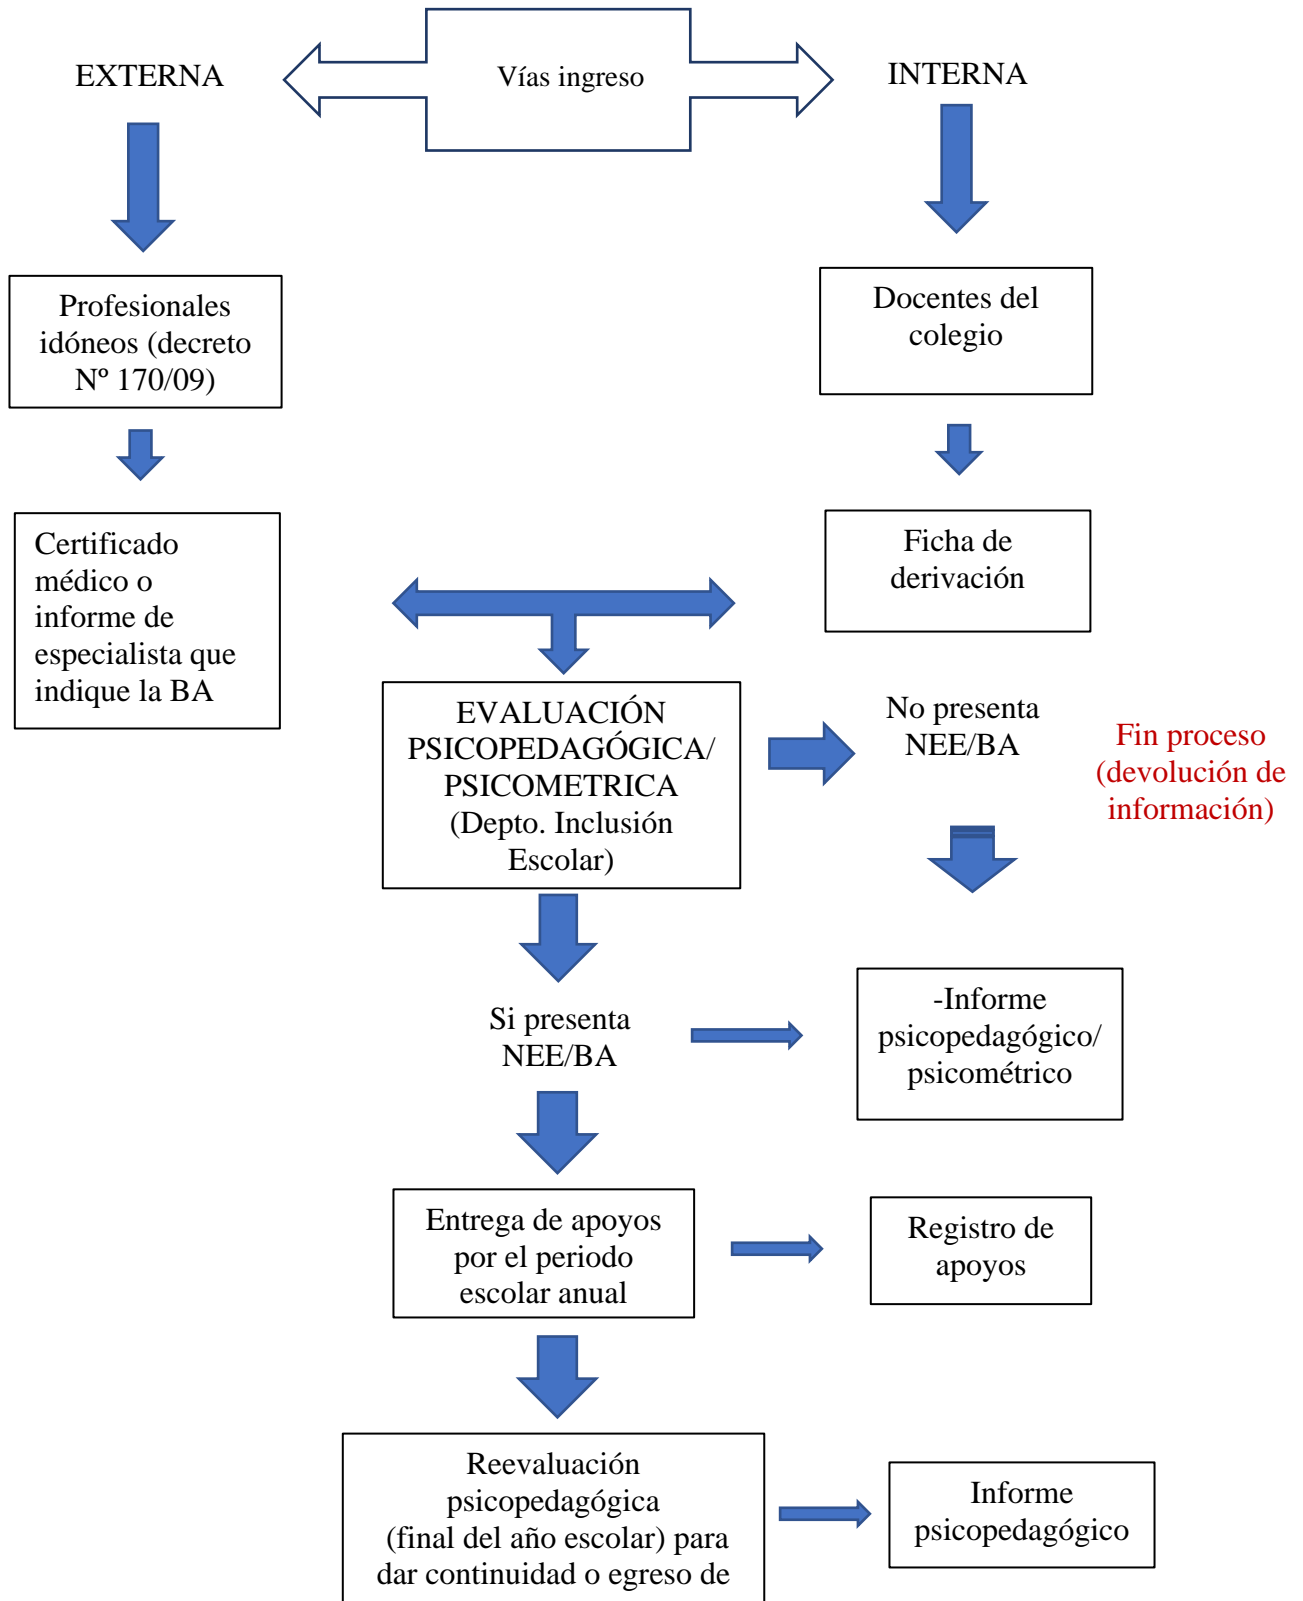 EXTERNA
Vías ingreso
INTERNA
Profesionales
idóneos (decreto
Nº 170/09)
Docentes del
colegio
Certificado
médico o
informe de
especialista que
indique la BA
Ficha de
derivación
EVALUACIÓN
PSICOPEDAGÓGICA/
PSICOMETRICA
(Depto. Inclusión
Escolar)
No presenta
NEE/BA
Fin proceso
(devolución de
información)
Si presenta
NEE/BA
-Informe
psicopedagógico/
psicométrico
Entrega de apoyos
por el periodo
escolar anual
Registro de
apoyos
Reevaluación
psicopedagógica
(final del año escolar) para
dar continuidad o egreso de
Informe
psicopedagógico